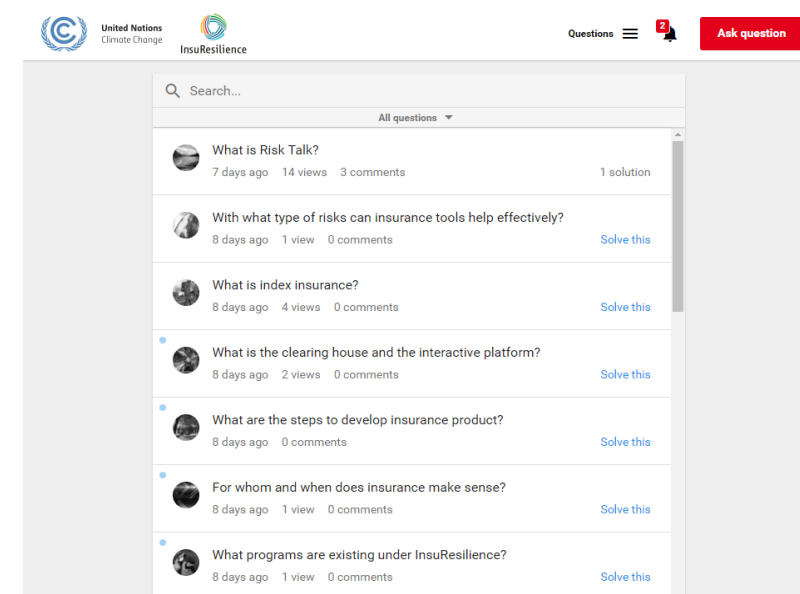 United Nations
Climate Change
InsuResilience
Questions
2
Ask question
Search...
All questions
What is Risk Talk?
7 days ago 14 views 3 comments 1 solution
With what type of risks can insurance tools help effectively?
8 days ago 1 view 0 comments Solve this
What is index insurance?
8 days ago 4 views 0 comments Solve this
What is the clearing house and the interactive platform?
8 days ago 2 views 0 comments Solve this
What are the steps to develop insurance product?
8 days ago 0 comments Solve this
For whom and when does insurance make sense?
8 days ago 1 view 0 comments Solve this
What programs are existing under InsuResilience?
8 days ago 1 view 0 comments Solve this